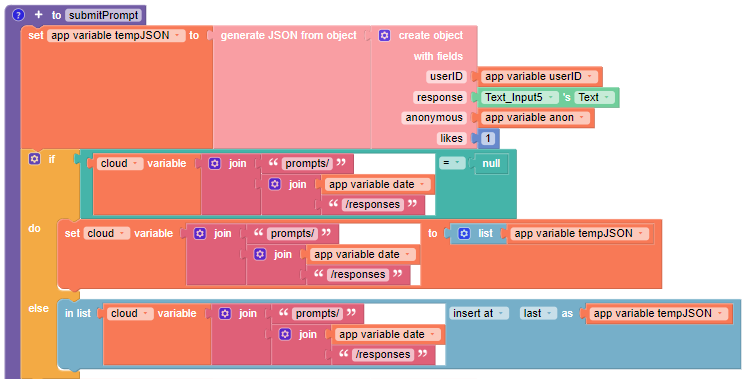 ? + to submitPrompt
set app variable tempJSON to generate JSON from object create object
with fields
userID app variable userID
response Text_Input5 's Text
anonymous app variable anon
likes 1
if cloud variable join “ prompts/ ” = null
join app variable date
“ /responses ”
do set cloud variable join “ prompts/ ” to list app variable tempJSON
join app variable date
“ /responses ”
else in list cloud variable join “ prompts/ ” insert at last as app variable tempJSON
join app variable date
“ /responses ”